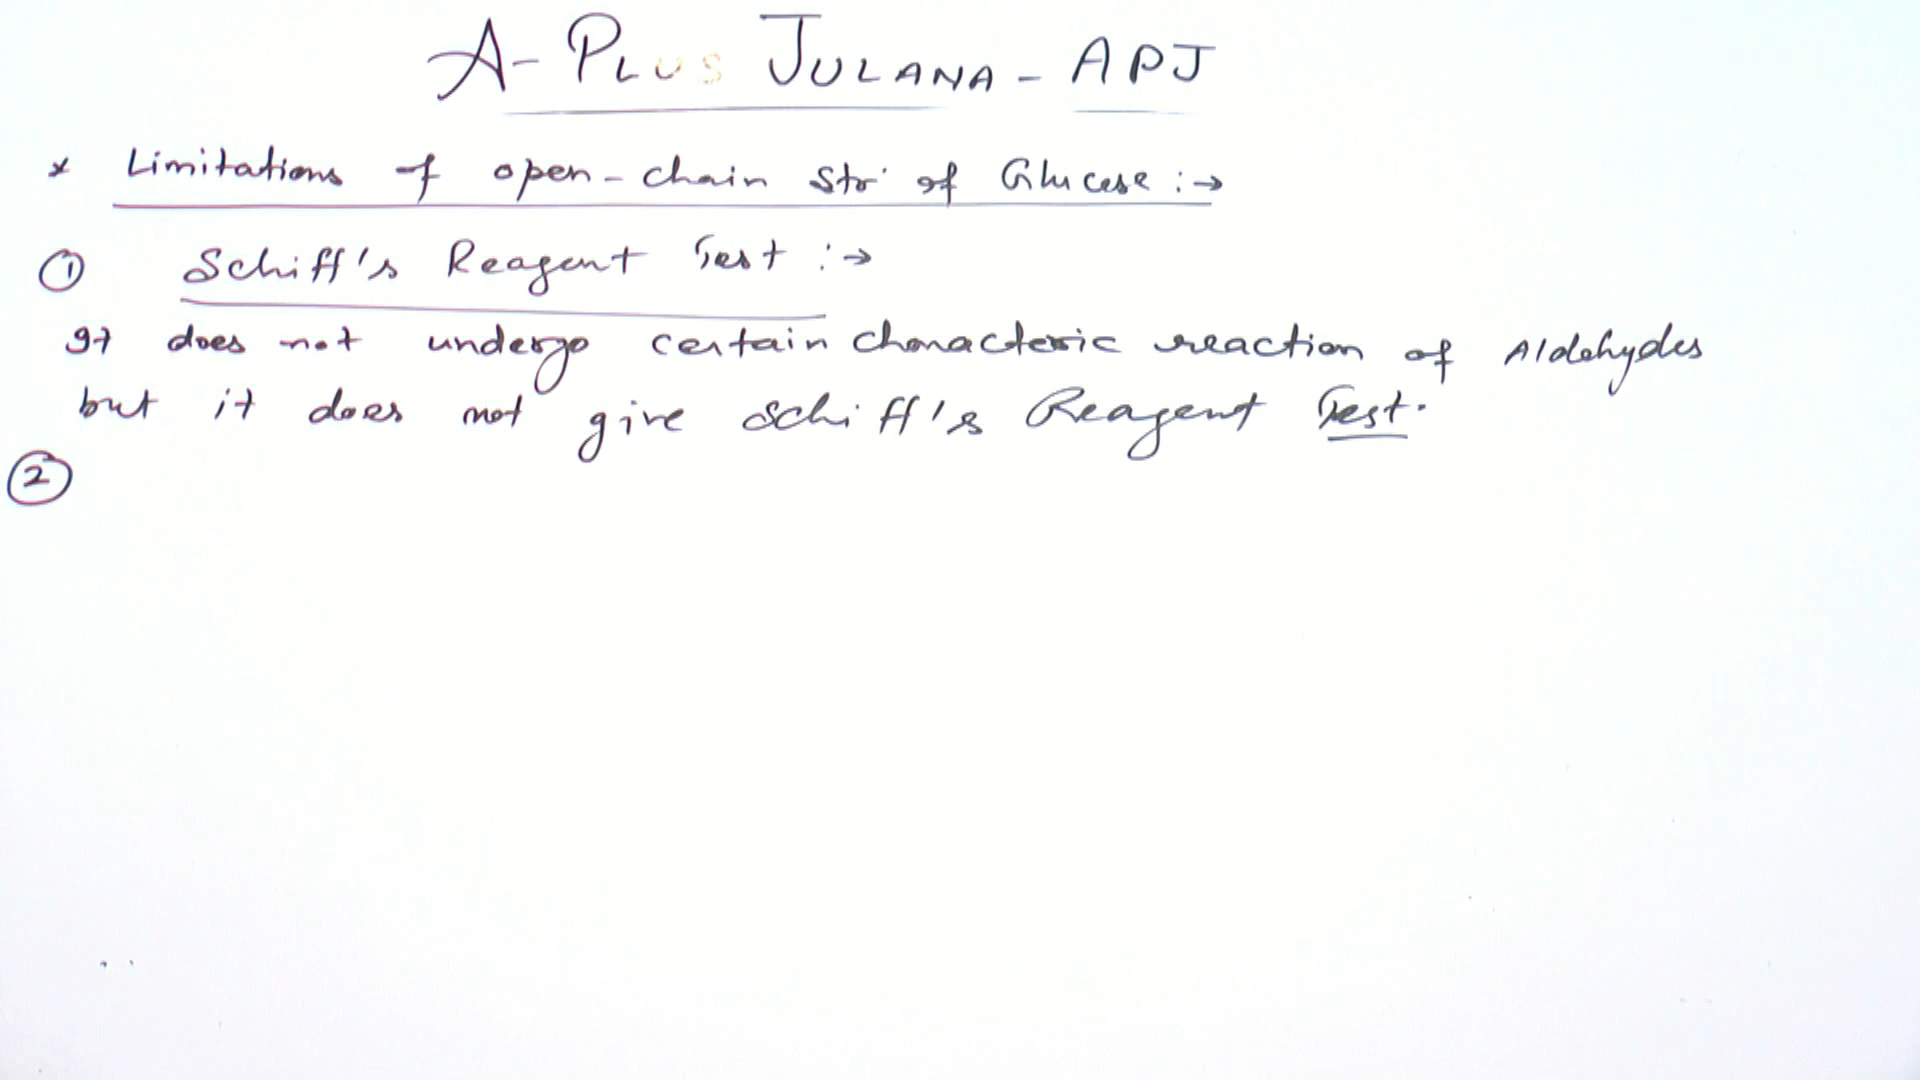 A- PLUS JULANA - APJ
* Limitations of open-chain str. of Glucose :→
① Schiff's Reagent Test :→
It does not undergo certain characteric reaction of Aldehydes
but it does not give Schiff's Reagent Test.
②